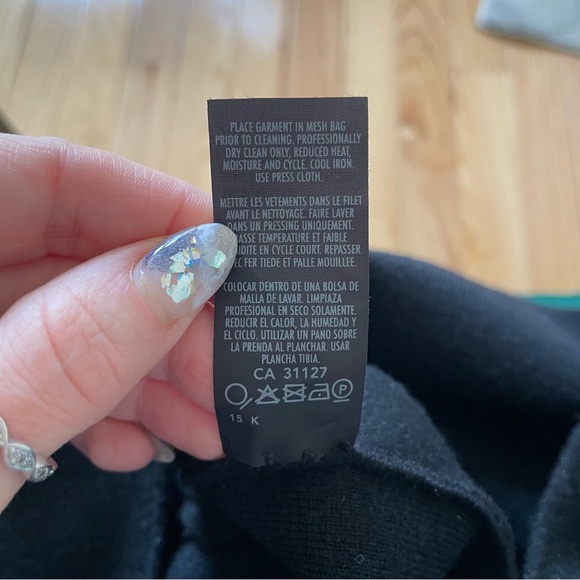 PLACE GARMENT IN MESH BAG
PRIOR TO CLEANING. PROFESSIONALLY
DRY CLEAN ONLY, REDUCED HEAT,
MOISTURE AND CYCLE. COOL IRON.
USE PRESS CLOTH.
METTRE LES VETEMENTS DANS LE FILET
AVANT LE NETTOYAGE. FAIRE LAVER
DANS UN PRESSING UNIQUEMENT.
TEMPERATURE ET FAIBLE
EN CYCLE COURT. REPASSER
FER TIEDE ET PALLE MOUILLEE.
COLOCAR DENTRO DE UNA BOLSA DE
MALLA DE LAVAR. LIMPIAZA
PROFESIONAL EN SECO SOLAMENTE.
REDUCIR EL CALOR, LA HUMEDAD Y
EL CICLO. UTILIZAR UN PANO SOBRE
LA PRENDA AL PLANCHAR. USAR
PLANCHA TIBIA.
CA 31127
P
15 K